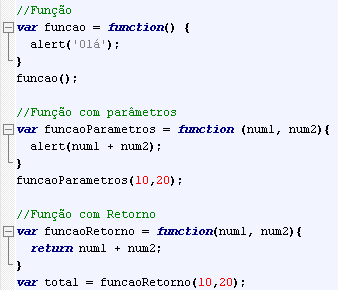 //Função
var funcao = function() {
alert('Olá');
}
funcao();
//Função com parâmetros
var funcaoParametros = function (num1, num2){
alert(num1 + num2);
}
funcaoParametros(10,20);
//Função com Retorno
var funcaoRetorno = function(num1, num2){
return num1 + num2;
}
var total = funcaoRetorno(10,20);